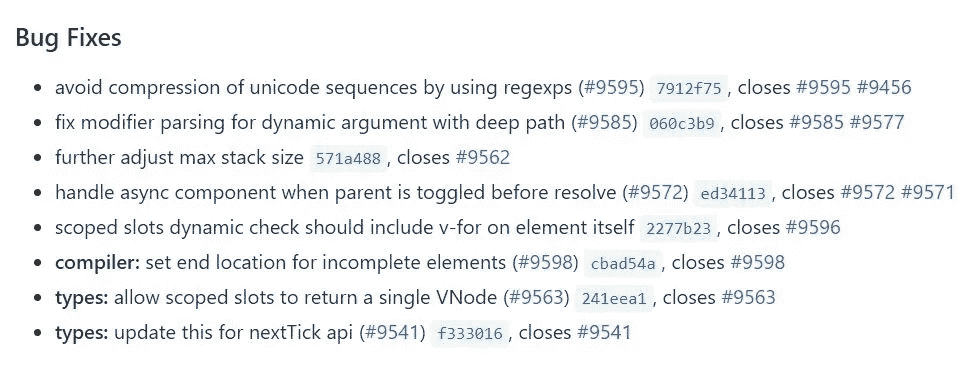 Bug Fixes
avoid compression of unicode sequences by using regexps (#9595) 7912f75, closes #9595 #9456
fix modifier parsing for dynamic argument with deep path (#9585) 060c3b9, closes #9585 #9577
further adjust max stack size 571a488, closes #9562
handle async component when parent is toggled before resolve (#9572) ed34113, closes #9572 #9571
scoped slots dynamic check should include v-for on element itself 2277b23, closes #9596
compiler: set end location for incomplete elements (#9598) cbad54a, closes #9598
types: allow scoped slots to return a single VNode (#9563) 241eea1, closes #9563
types: update this for nextTick api (#9541) f333016, closes #9541